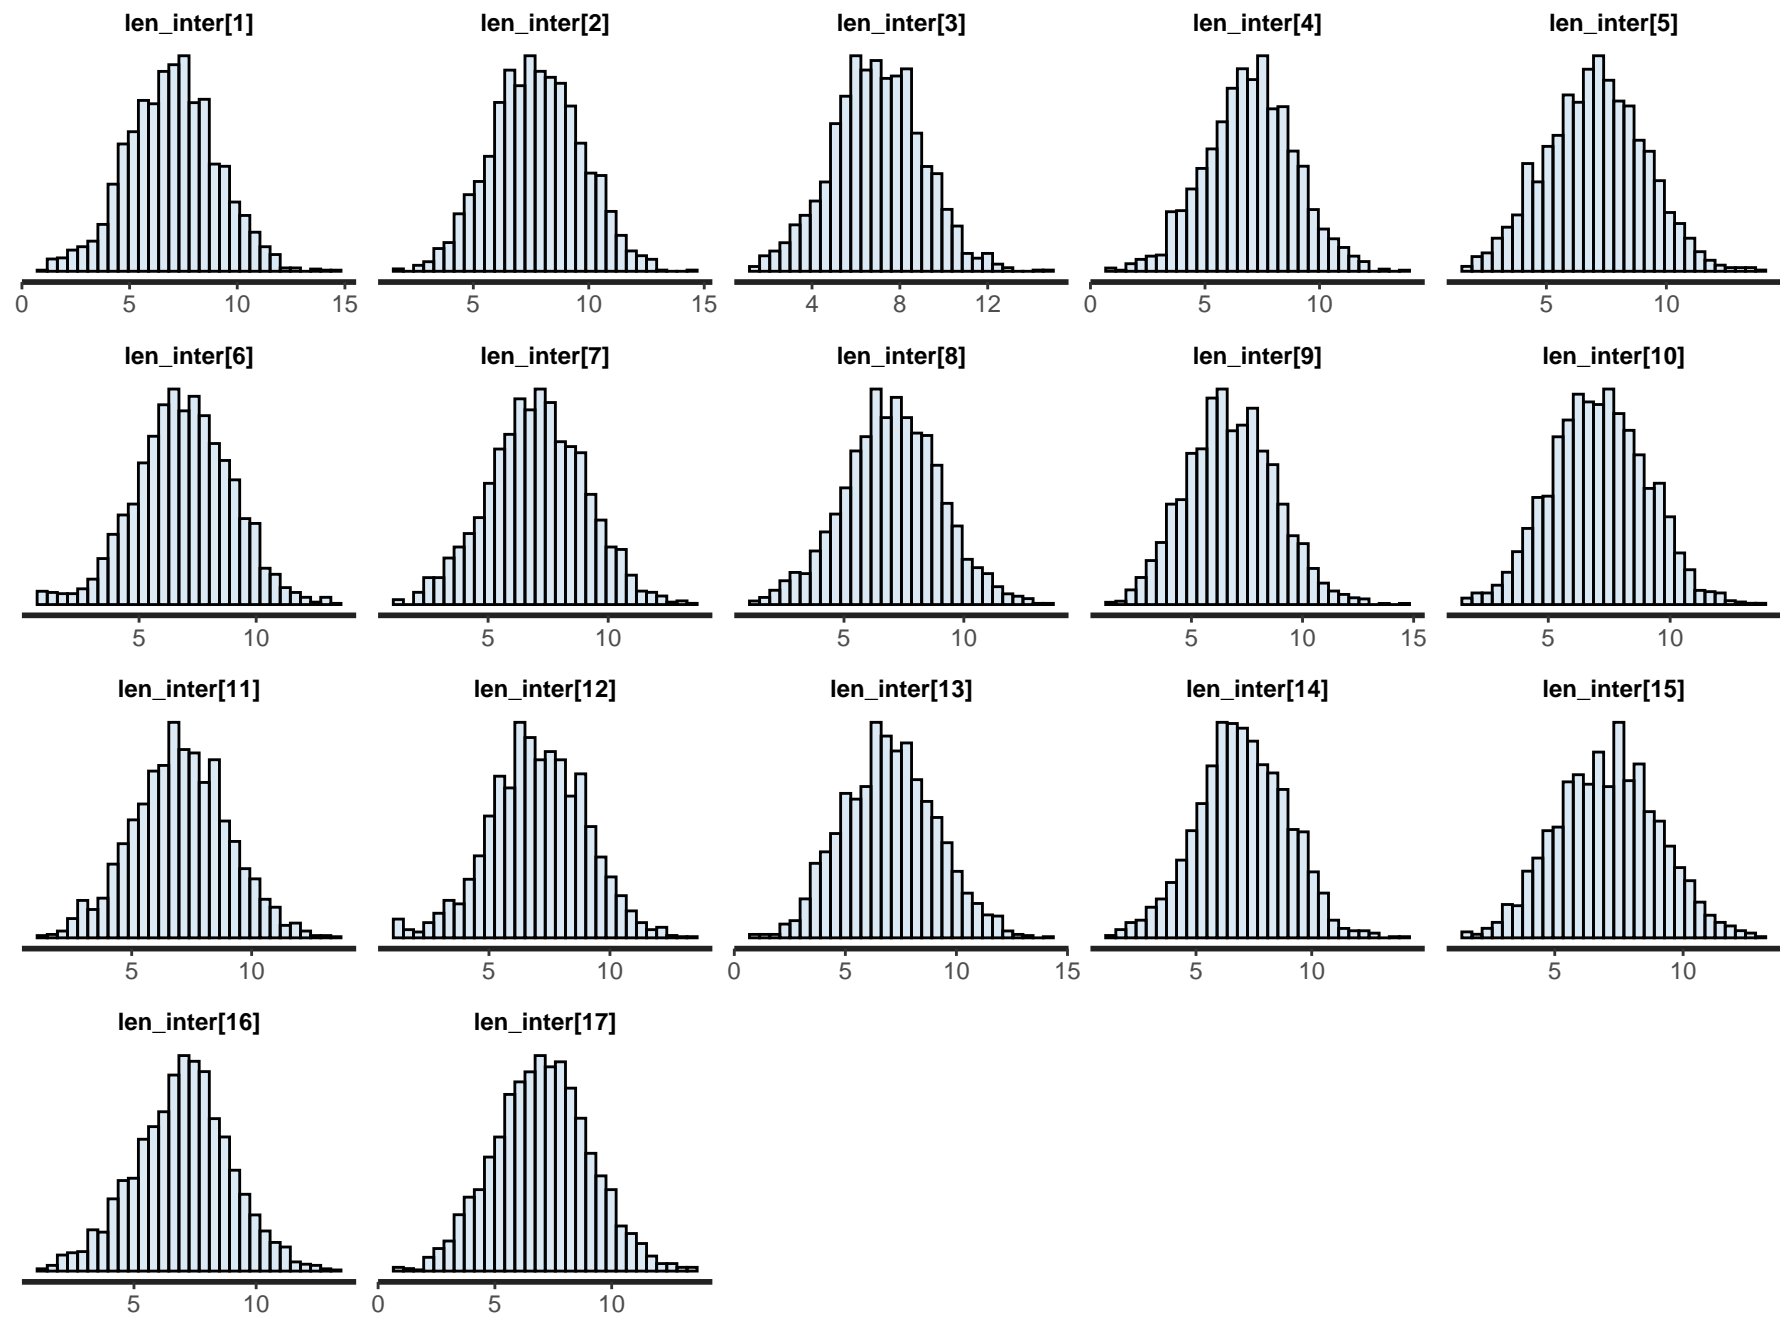 len_inter[1] len_inter[2] len_inter[3] len_inter[4] len_inter[5]
0 5 10 15 5 10 15 4 8 12 0 5 10 5 10
len_inter[6] len_inter[7] len_inter[8] len_inter[9] len_inter[10]
5 10 5 10 5 10 5 10 15 5 10
len_inter[11] len_inter[12] len_inter[13] len_inter[14] len_inter[15]
5 10 5 10 0 5 10 15 5 10 5 10
len_inter[16] len_inter[17]
5 10 0 5 10